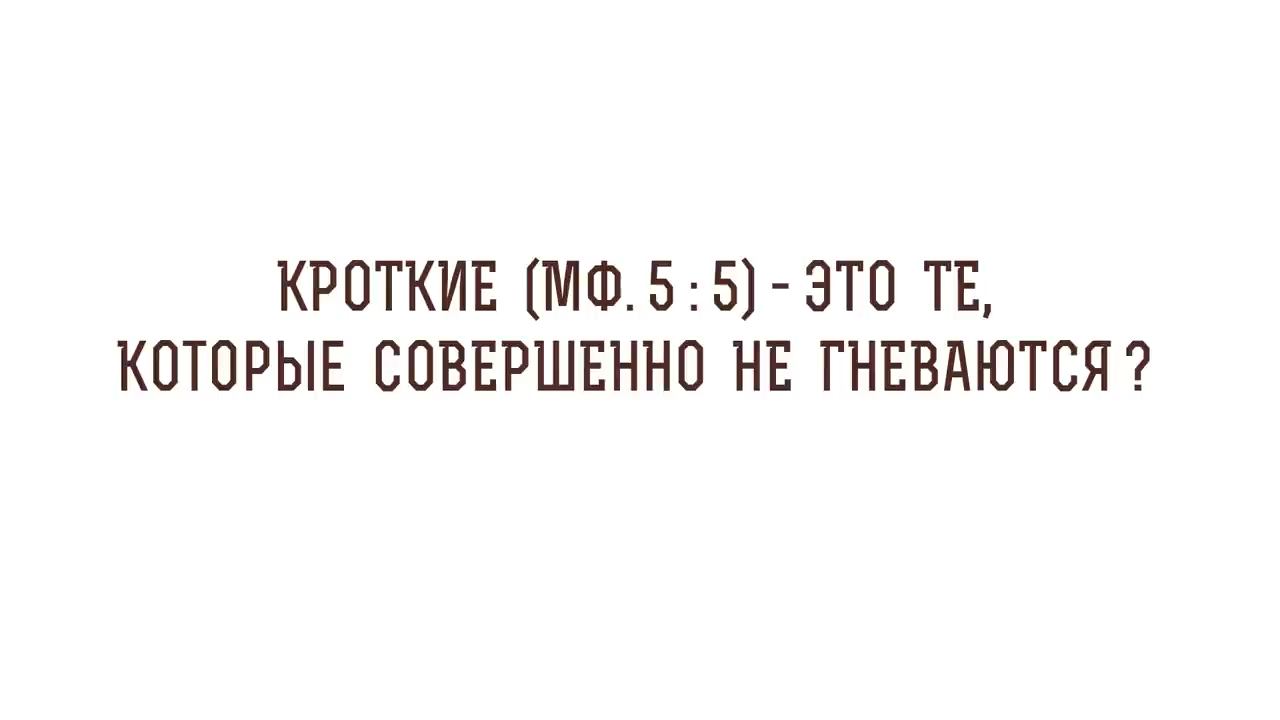 КРОТКИЕ (МФ. 5 : 5) - ЭТО ТЕ,
КОТОРЫЕ СОВЕРШЕННО НЕ ГНЕВАЮТСЯ ?